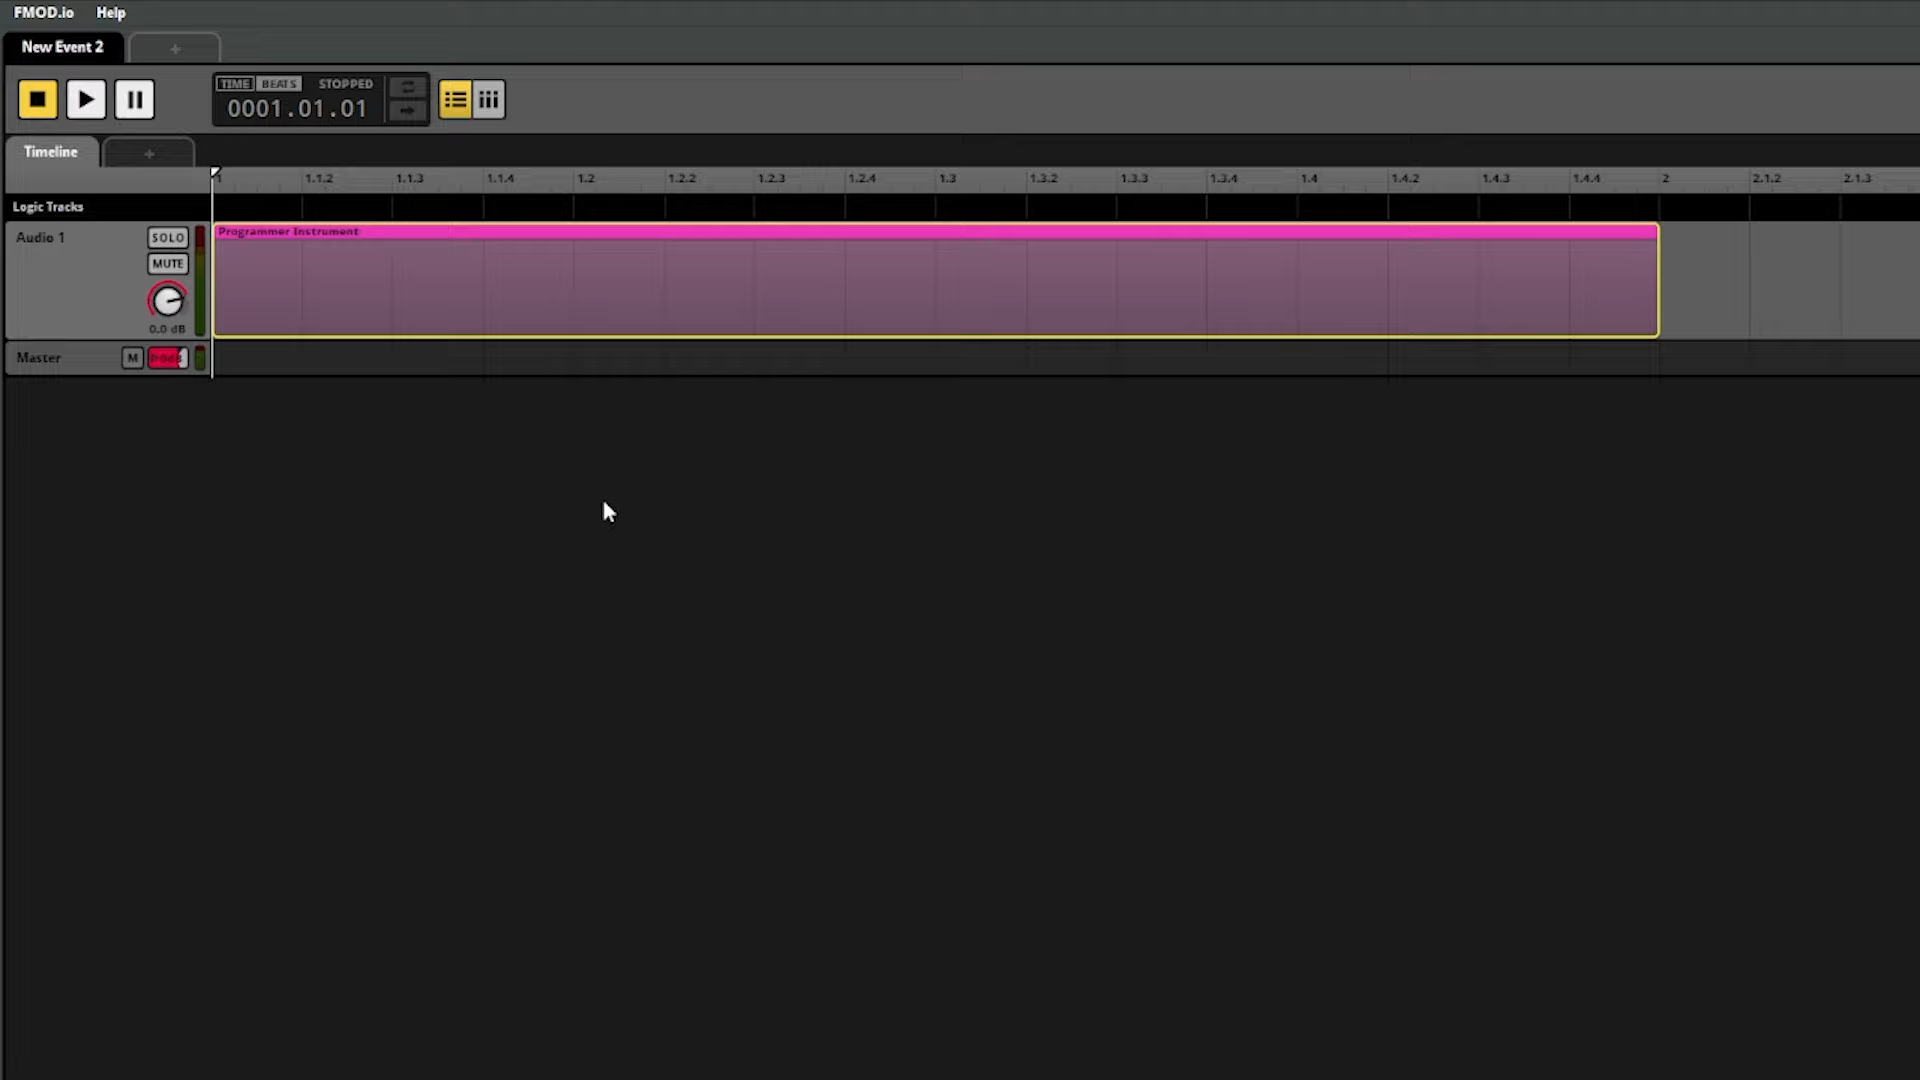 FMOD.io Help
New Event 2 +
TIME BEATS STOPPED
0001.01.01
Timeline +
1 1.1.2 1.1.3 1.1.4 1.2 1.2.2 1.2.3 1.2.4 1.3 1.3.2 1.3.3 1.3.4 1.4 1.4.2 1.4.3 1.4.4 2 2.1.2 2.1.3
Logic Tracks
Audio 1 SOLO Programmer Instrument
MUTE
0.0 dB
Master M